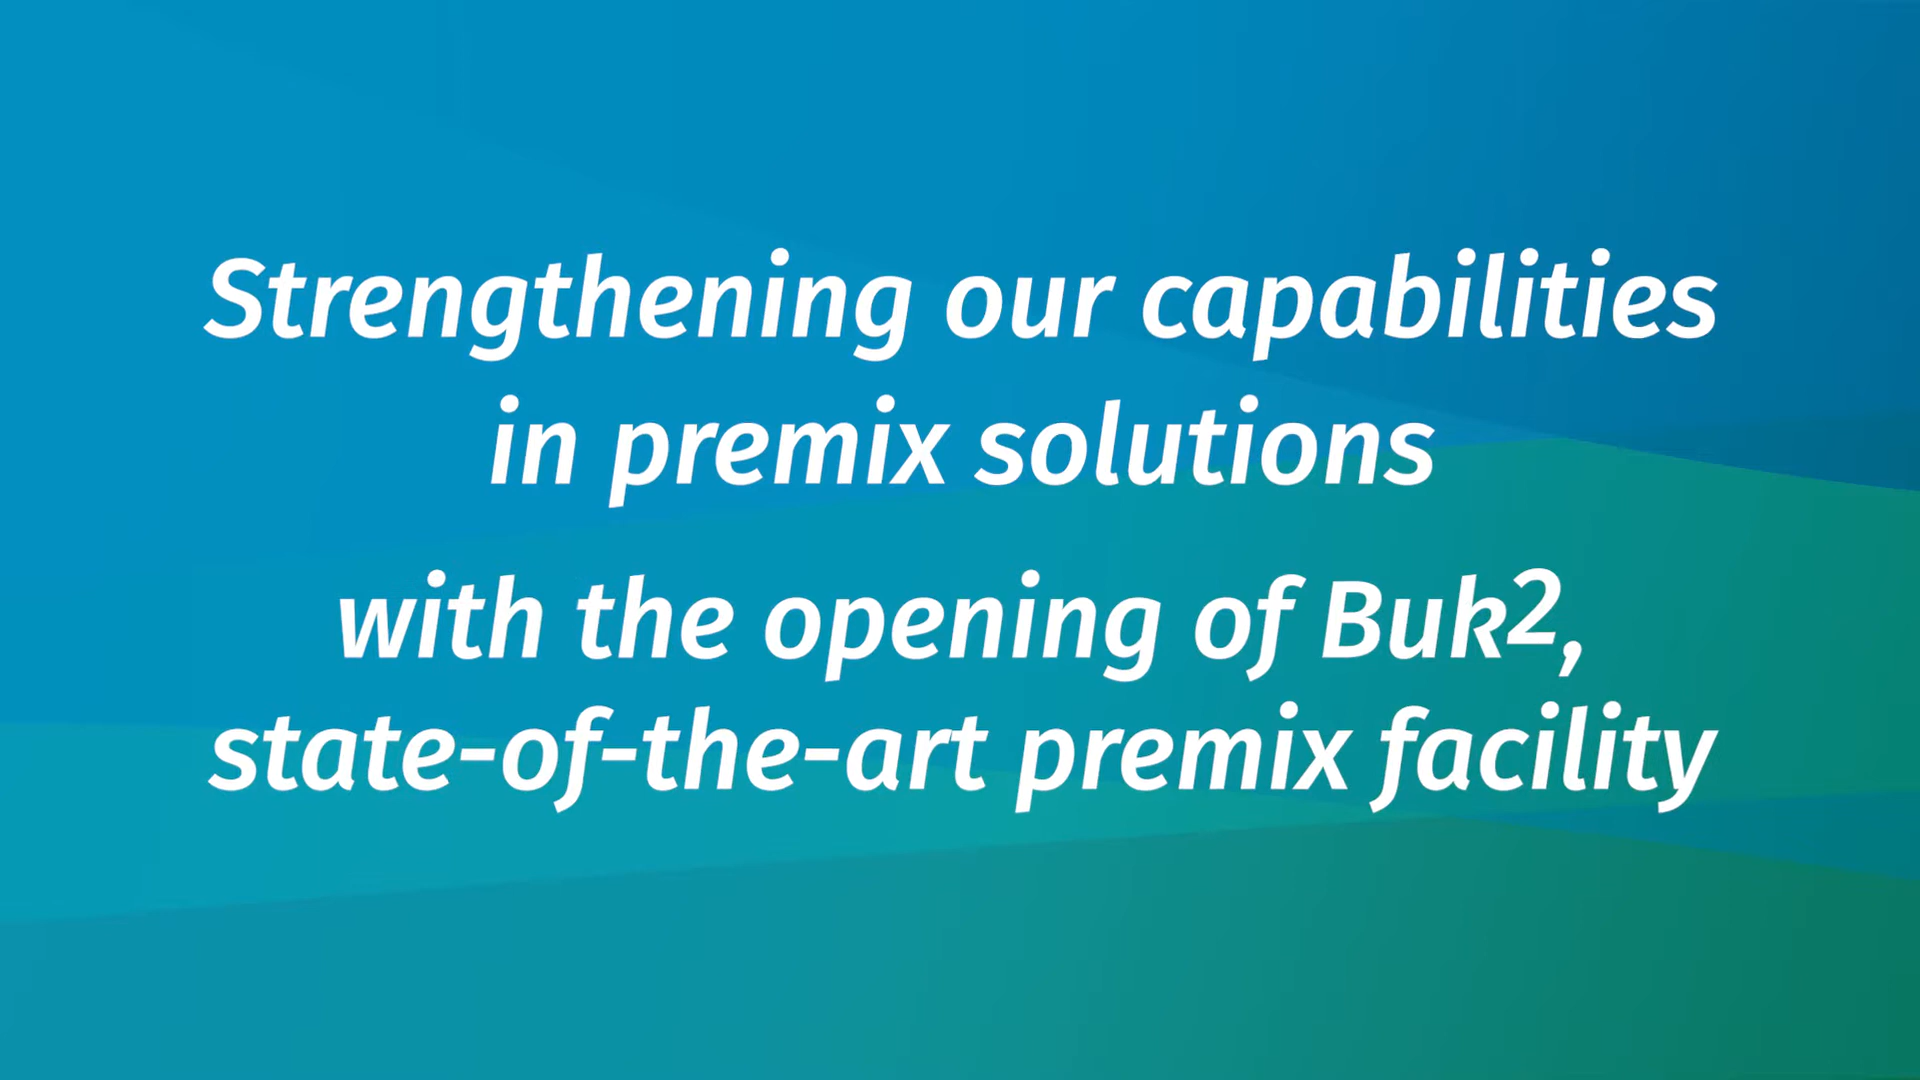 Strengthening our capabilities
in premix solutions
with the opening of Buk2,
state-of-the-art premix facility